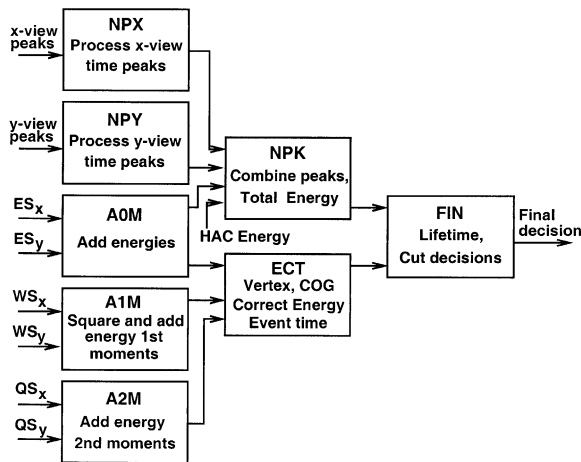 x-view
peaks
NPX
Process x-view
time peaks
y-view
peaks
NPY
Process y-view
time peaks
NPK
Combine peaks,
Total Energy
ESx
ESy
A0M
Add energies
HAC Energy
FIN
Lifetime,
Cut decisions
Final
decision
ECT
Vertex, COG
Correct Energy
Event time
WSx
WSy
A1M
Square and add
energy 1st
moments
QSx
QSy
A2M
Add energy
2nd moments